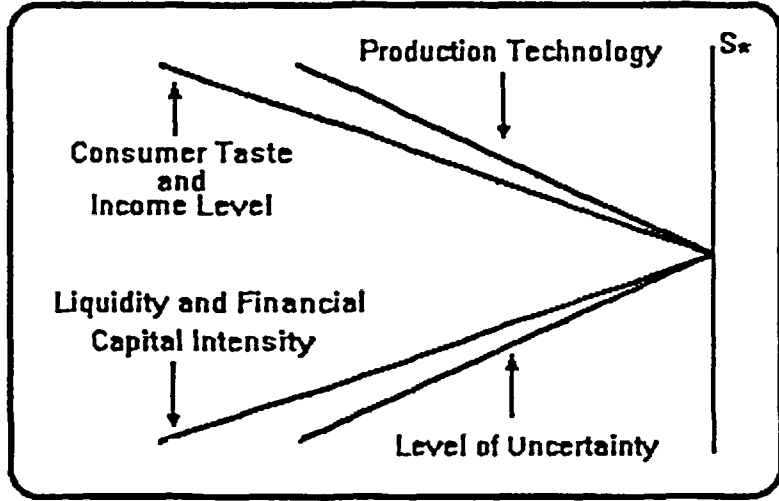 Production Technology
S*
Consumer Taste
and
Income Level
Liquidity and Financial
Capital Intensity
Level of Uncertainty